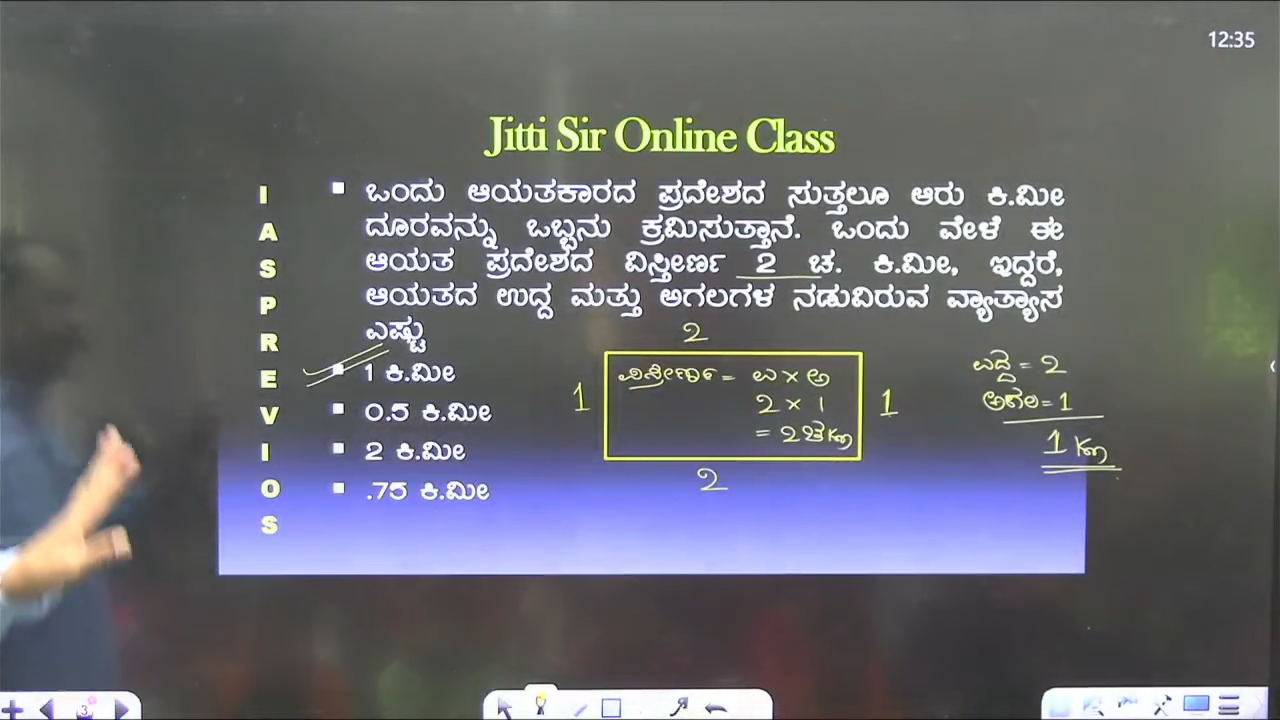 12:35
Jitti Sir Online Class
I A S P R E V I O S
ಒಂದು ಆಯತಕಾರದ ಪ್ರದೇಶದ ಸುತ್ತಲೂ ಆರು ಕಿ.ಮೀ
ದೂರವನ್ನು ಒಬ್ಬನು ಕ್ರಮಿಸುತ್ತಾನೆ. ಒಂದು ವೇಳೆ ಈ
ಆಯತ ಪ್ರದೇಶದ ವಿಸ್ತೀರ್ಣ 2 ಚ. ಕಿ.ಮೀ, ಇದ್ದರೆ,
ಆಯತದ ಉದ್ದ ಮತ್ತು ಅಗಲಗಳ ನಡುವಿರುವ ವ್ಯಾತ್ಯಾಸ
ಎಷ್ಟು
1 ಕಿ.ಮೀ
0.5 ಕಿ.ಮೀ
2 ಕಿ.ಮೀ
.75 ಕಿ.ಮೀ
2
1
ವಿಸ್ತೀರ್ಣ = ಉ × ಅ
2 × 1
= 2
1
2
ಉದ್ದ = 2
ಅಗಲ = 1
1
3